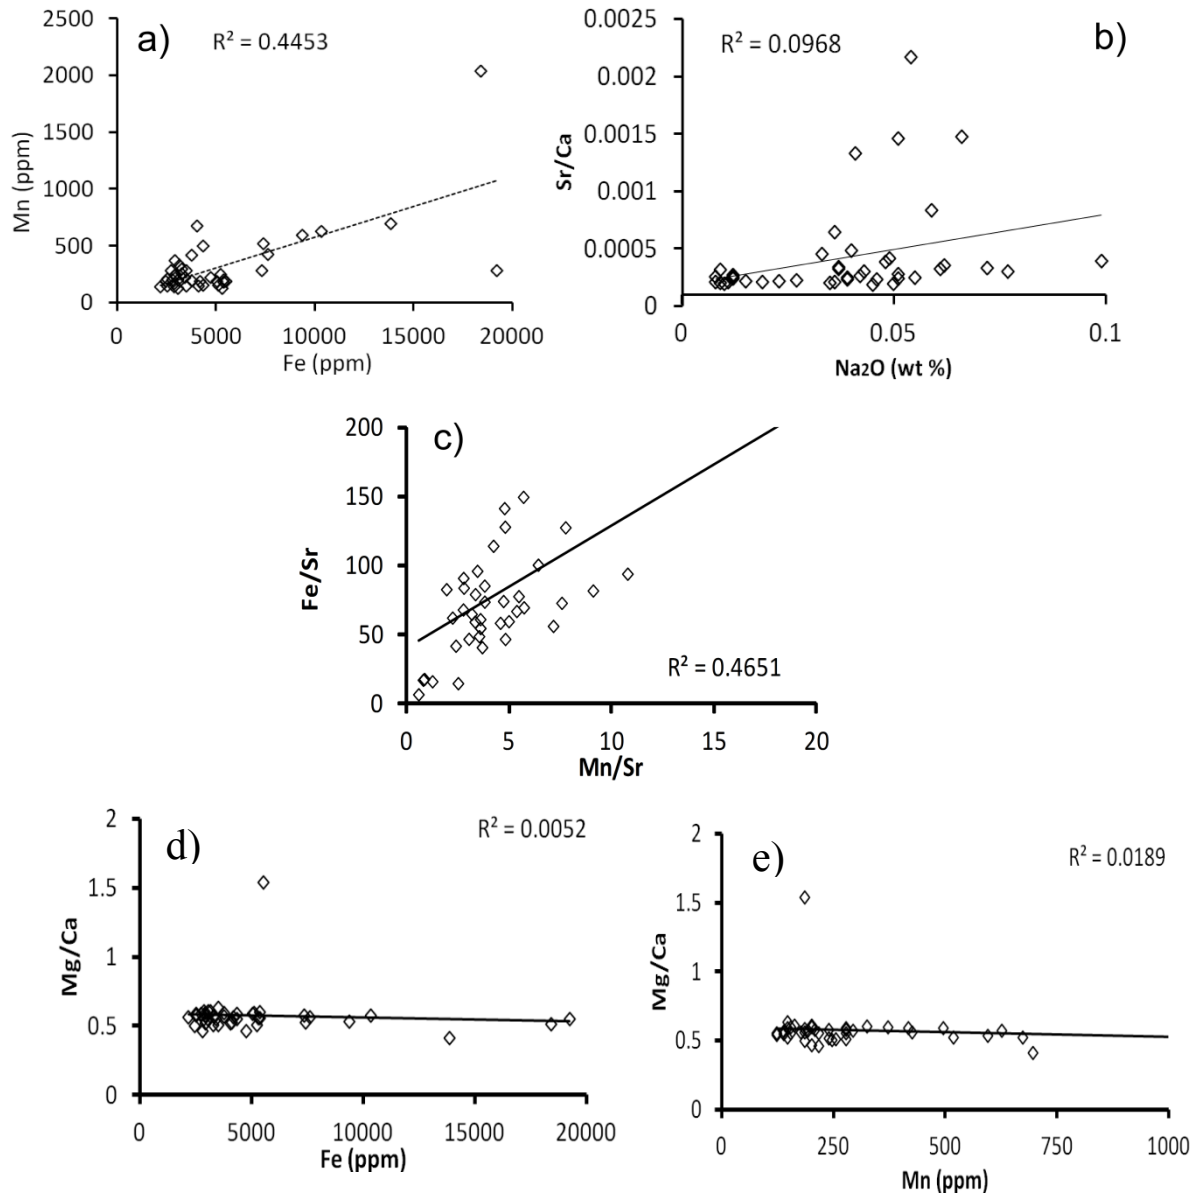 a)
R² = 0.4453
Mn (ppm)
2500
2000
1500
1000
500
0
0 5000 10000 15000 20000
Fe (ppm)
b)
R² = 0.0968
Sr/Ca
0.0025
0.002
0.0015
0.001
0.0005
0
0 0.05 0.1
Na2O (wt %)
c)
Fe/Sr
200
150
100
50
0
R² = 0.4651
0 5 10 15 20
Mn/Sr
d)
R² = 0.0052
Mg/Ca
2
1.5
1
0.5
0
0 5000 10000 15000 20000
Fe (ppm)
e)
R² = 0.0189
Mg/Ca
2
1.5
1
0.5
0
0 250 500 750 1000
Mn (ppm)